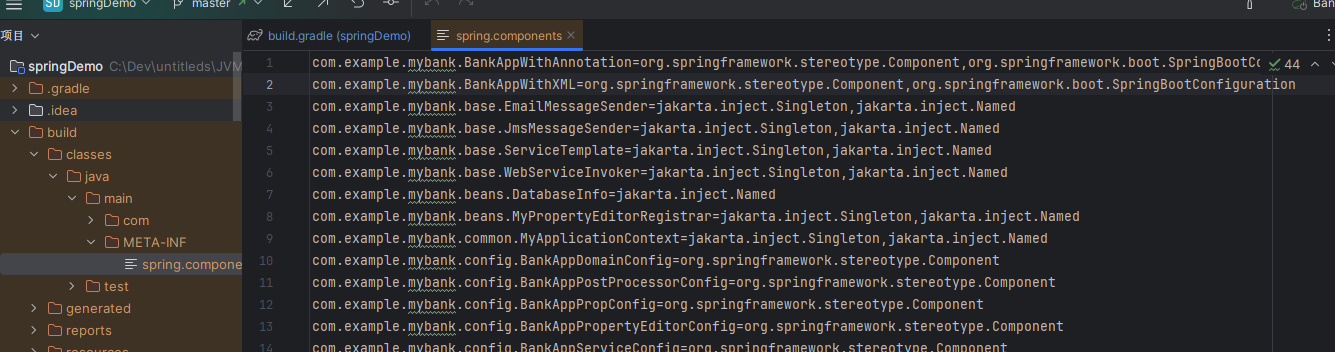 SD springDemo master Ban
项目
build.gradle (springDemo) spring.components
springDemo C:\Dev\untitleds\JVM
.gradle
.idea
build
classes
java
main
com
META-INF
spring.compone
test
generated
reports
resources
44
1 com.example.mybank.BankAppWithAnnotation=org.springframework.stereotype.Component,org.springframework.boot.SpringBootCo
2 com.example.mybank.BankAppWithXML=org.springframework.stereotype.Component,org.springframework.boot.SpringBootConfiguration
3 com.example.mybank.base.EmailMessageSender=jakarta.inject.Singleton,jakarta.inject.Named
4 com.example.mybank.base.JmsMessageSender=jakarta.inject.Singleton,jakarta.inject.Named
5 com.example.mybank.base.ServiceTemplate=jakarta.inject.Singleton,jakarta.inject.Named
6 com.example.mybank.base.WebServiceInvoker=jakarta.inject.Singleton,jakarta.inject.Named
7 com.example.mybank.beans.DatabaseInfo=jakarta.inject.Named
8 com.example.mybank.beans.MyPropertyEditorRegistrar=jakarta.inject.Singleton,jakarta.inject.Named
9 com.example.mybank.common.MyApplicationContext=jakarta.inject.Singleton,jakarta.inject.Named
10 com.example.mybank.config.BankAppDomainConfig=org.springframework.stereotype.Component
11 com.example.mybank.config.BankAppPostProcessorConfig=org.springframework.stereotype.Component
12 com.example.mybank.config.BankAppPropConfig=org.springframework.stereotype.Component
13 com.example.mybank.config.BankAppPropertyEditorConfig=org.springframework.stereotype.Component
14 com.example.mybank.config.BankAppServiceConfig=org.springframework.stereotype.Component